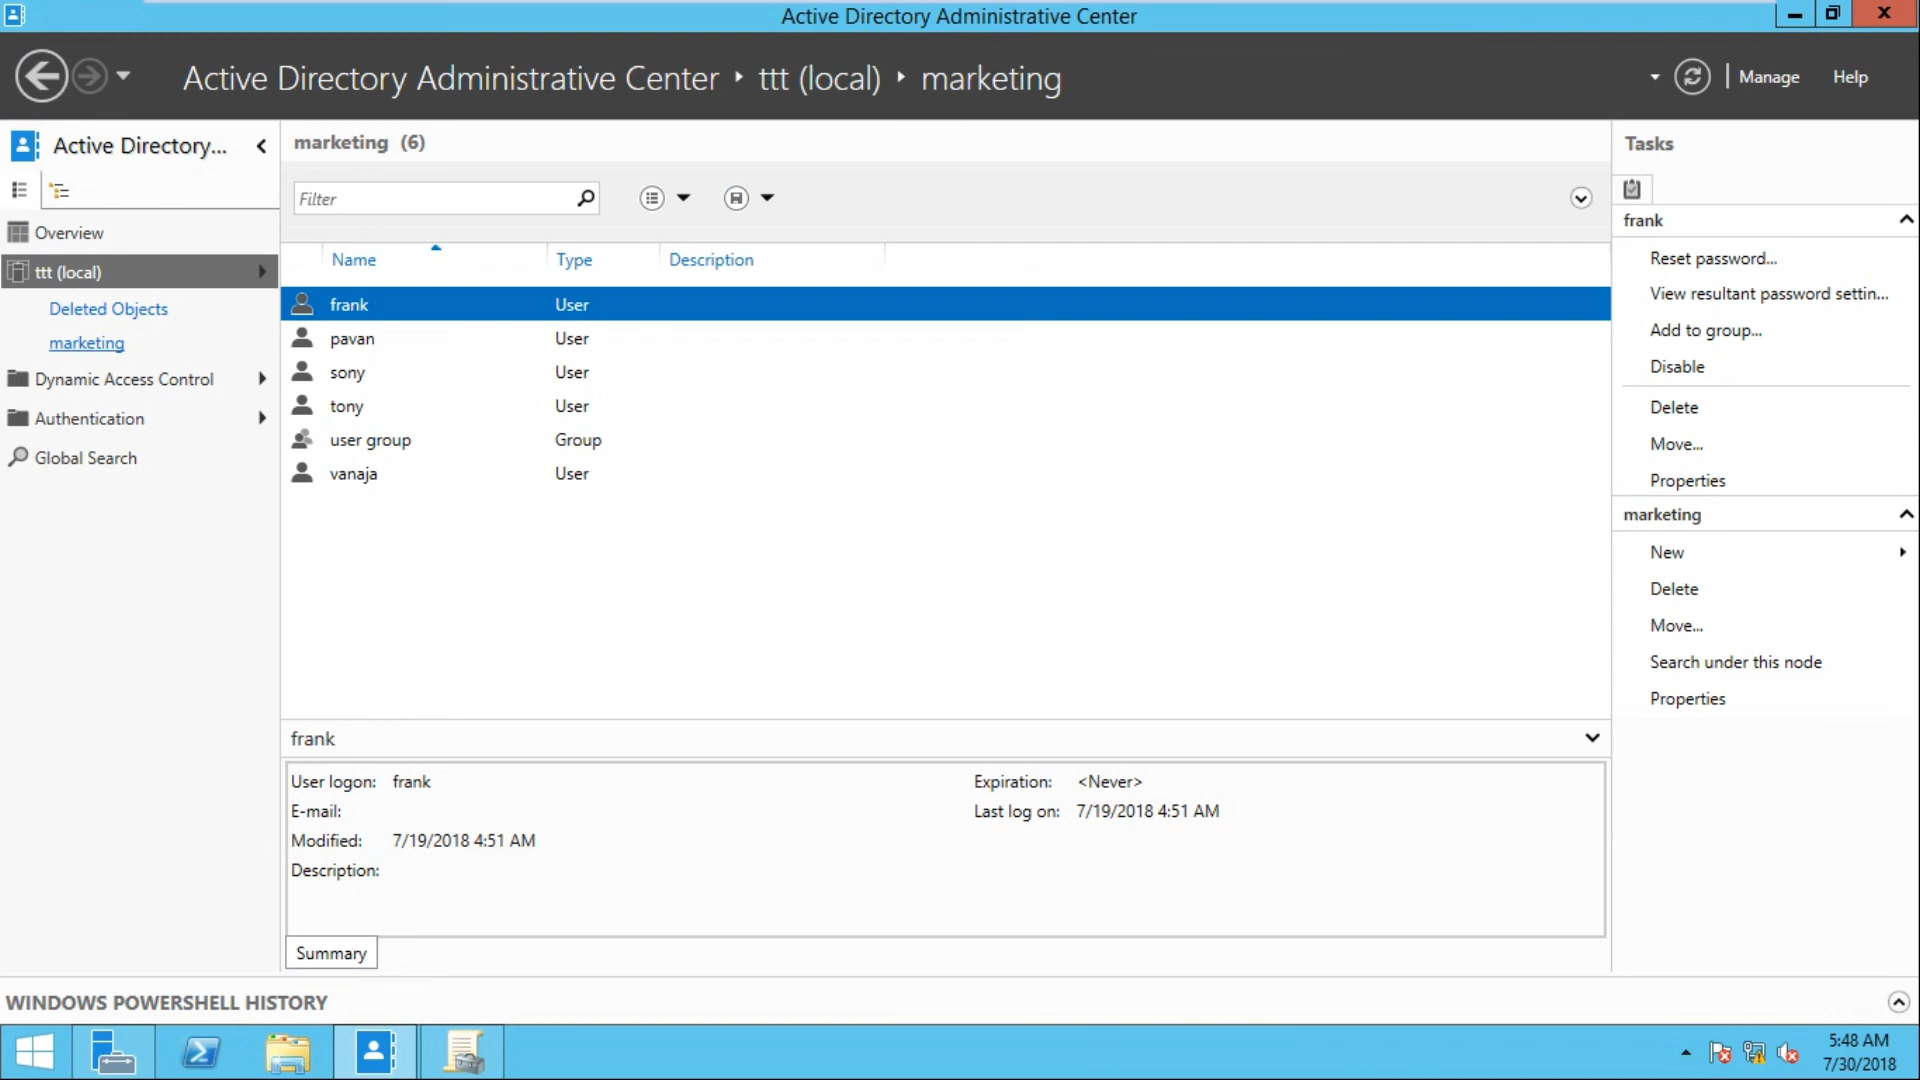 Active Directory Administrative Center
Active Directory Administrative Center ‣ ttt (local) ‣ marketing
Manage Help
Active Directory...
Overview
ttt (local)
Deleted Objects
marketing
Dynamic Access Control
Authentication
Global Search
marketing (6)
Filter
Name Type Description
frank User
pavan User
sony User
tony User
user group Group
vanaja User
frank
User logon: frank Expiration: <Never>
E-mail: Last log on: 7/19/2018 4:51 AM
Modified: 7/19/2018 4:51 AM
Description:
Summary
Tasks
frank
Reset password...
View resultant password settin...
Add to group...
Disable
Delete
Move...
Properties
marketing
New
Delete
Move...
Search under this node
Properties
WINDOWS POWERSHELL HISTORY
5:48 AM
7/30/2018